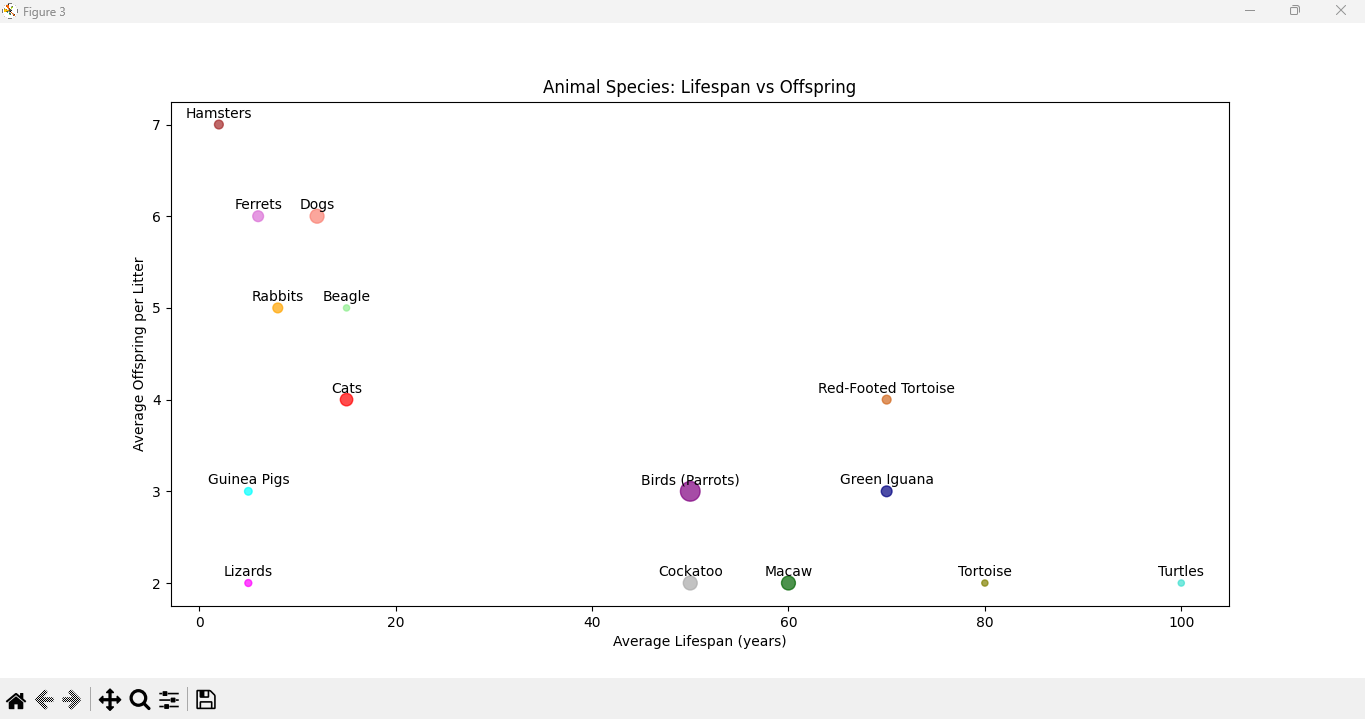 Figure 3
Animal Species: Lifespan vs Offspring
Average Offspring per Litter
7
6
5
4
3
2
Hamsters
Ferrets Dogs
Rabbits Beagle
Cats
Red-Footed Tortoise
Guinea Pigs
Birds (Parrots)
Green Iguana
Lizards
Cockatoo
Macaw
Tortoise
Turtles
0 20 40 60 80 100
Average Lifespan (years)